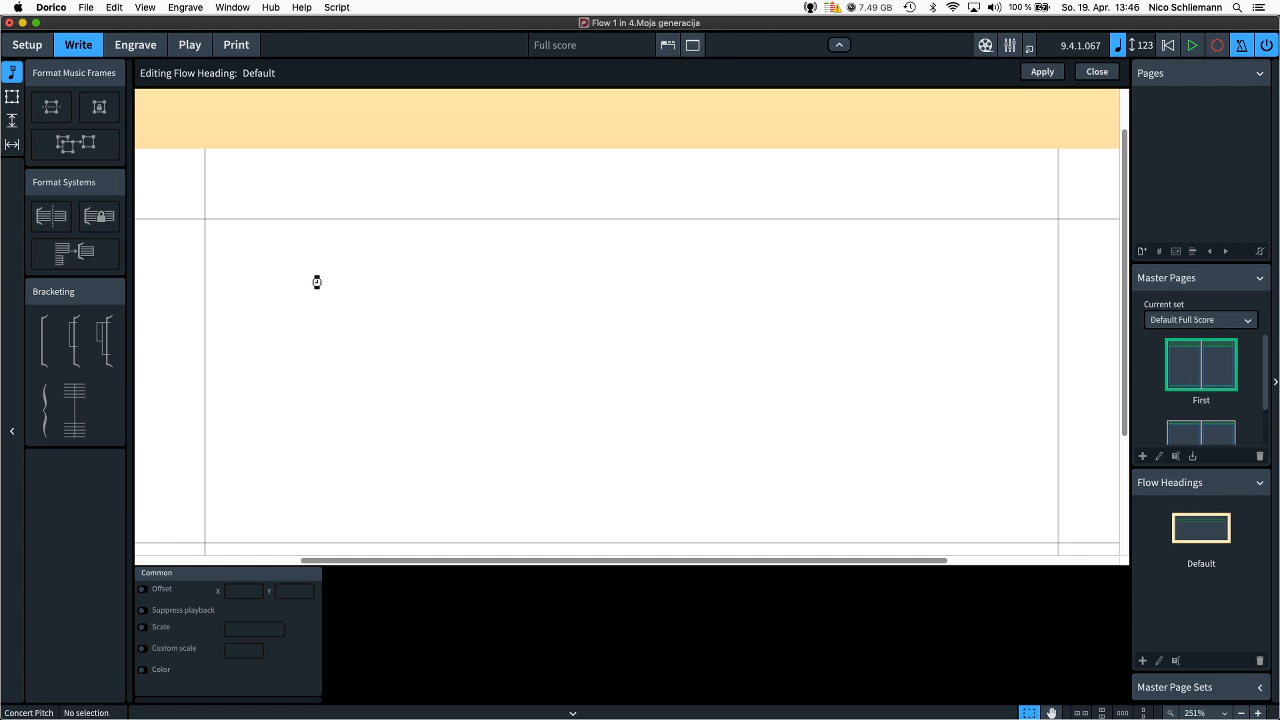 Dorico File Edit View Engrave Window Hub Help Script 7.49 GB 100 % So. 19. Apr. 13:46 Nico Schliemann
Flow 1 in 4.Moja generacija
Setup Write Engrave Play Print Full score 9.4.1.067 123
Format Music Frames
Editing Flow Heading: Default
Apply Close
Pages
Format Systems
Bracketing
Master Pages
Current set
Default Full Score
First
Flow Headings
Default
Common
Offset X Y
Suppress playback
Scale
Custom scale
Color
Master Page Sets
Concert Pitch No selection 251%